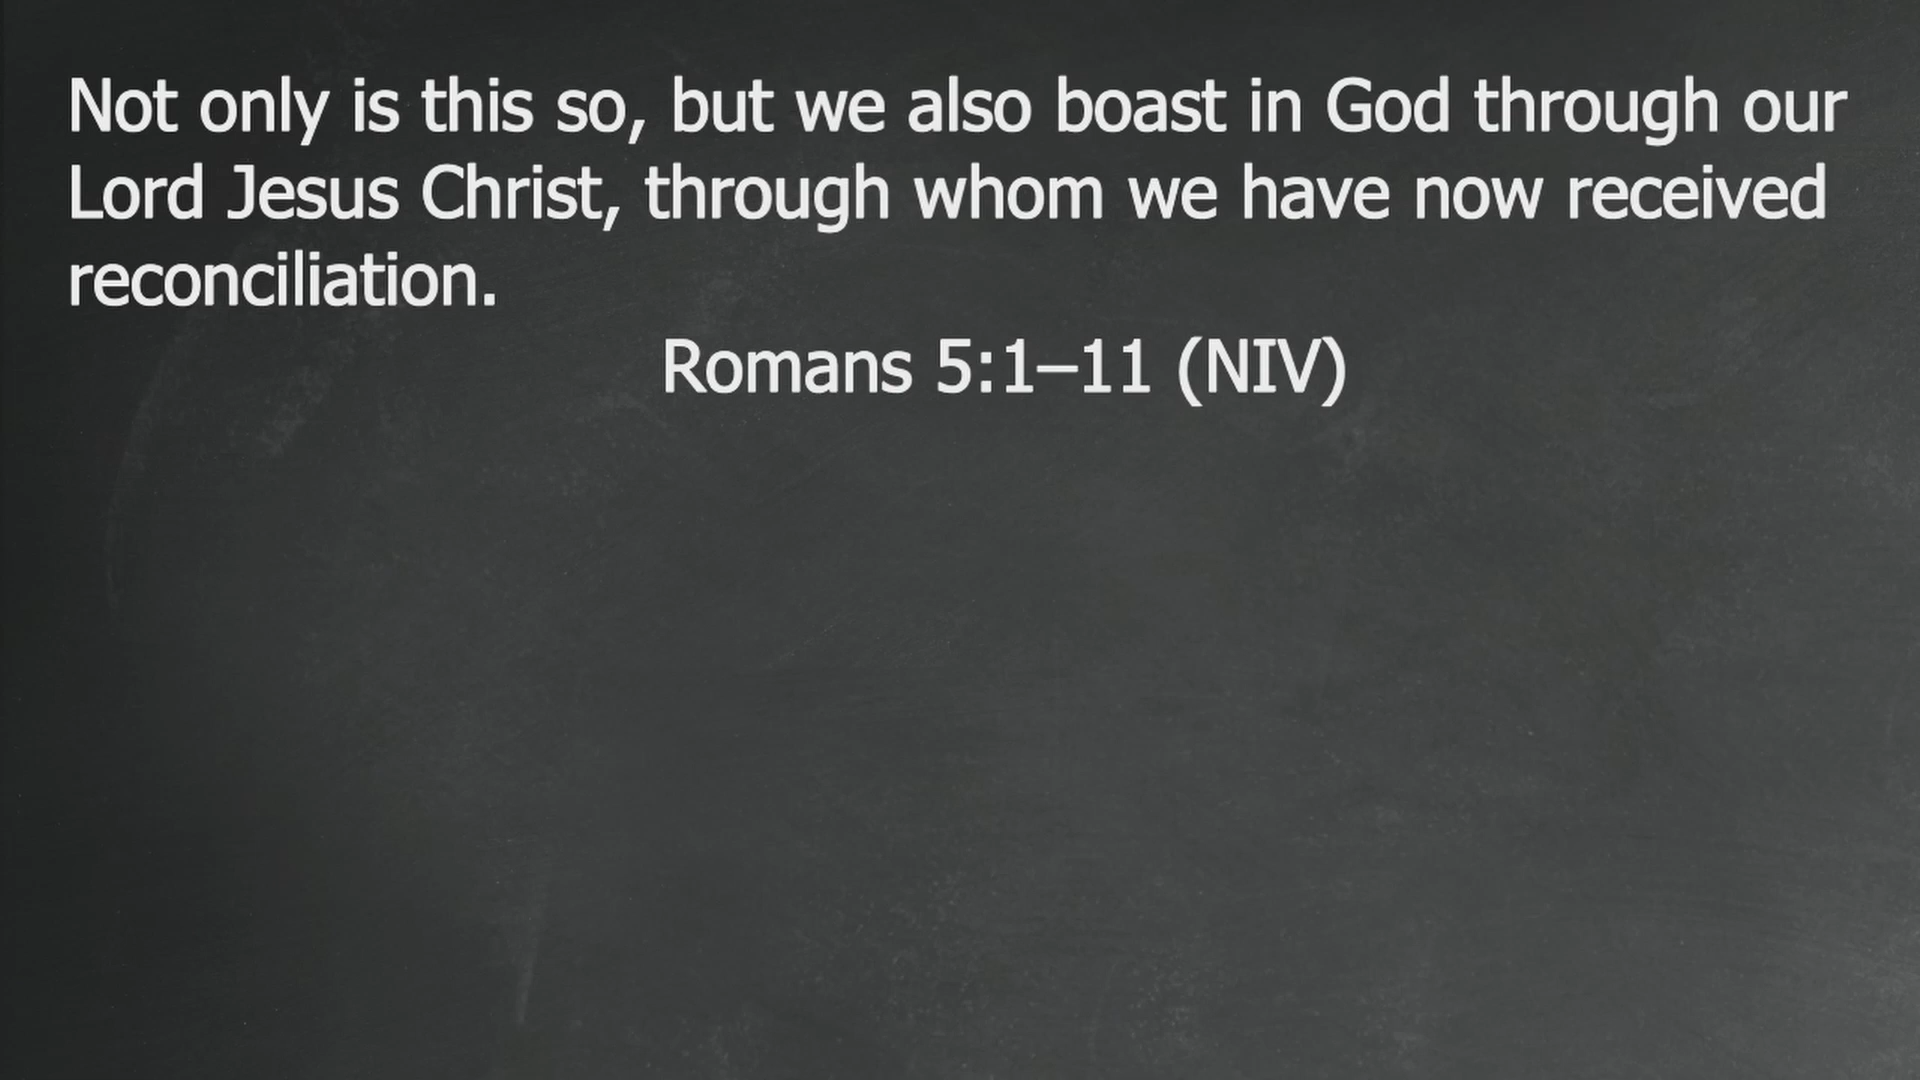 Not only is this so, but we also boast in God through our
Lord Jesus Christ, through whom we have now received
reconciliation.
Romans 5:1–11 (NIV)